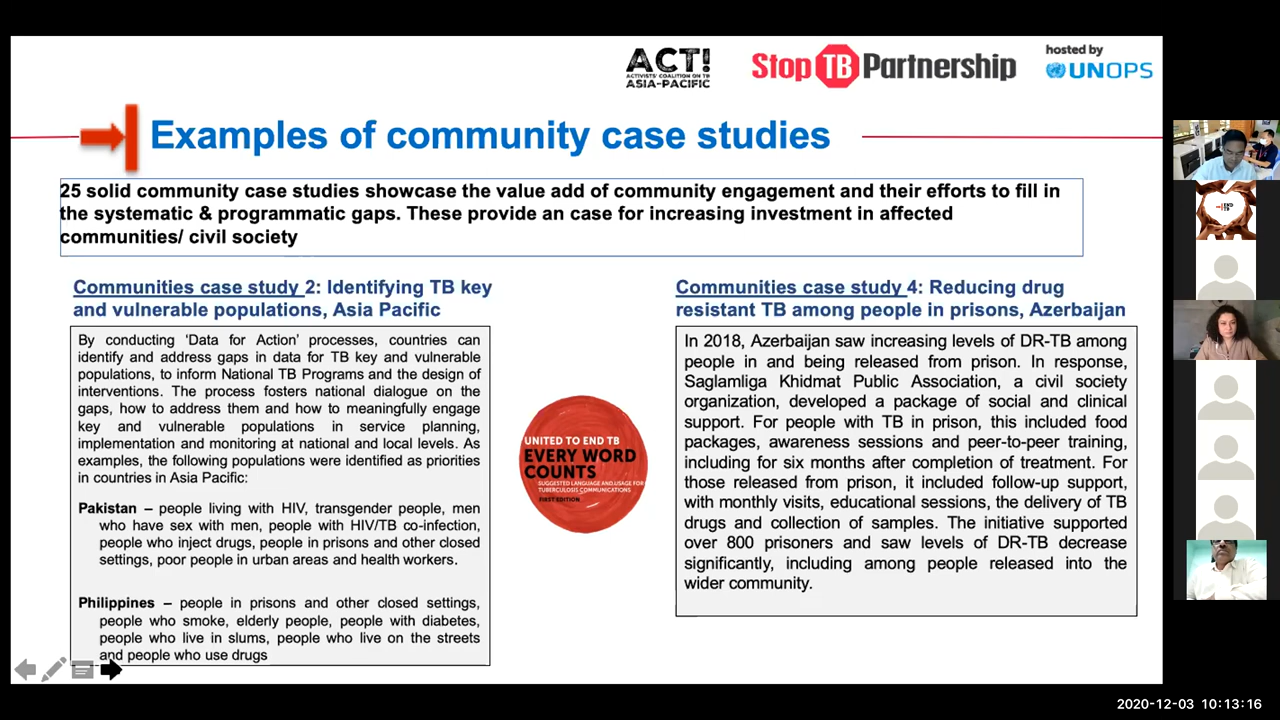 ACT!
ACTIVISTS' COALITION ON TB
ASIA-PACIFIC
Stop TB Partnership
hosted by
UNOPS
Examples of community case studies
25 solid community case studies showcase the value add of community engagement and their efforts to fill in
the systematic & programmatic gaps. These provide an case for increasing investment in affected
communities/ civil society
Communities case study 2: Identifying TB key
and vulnerable populations, Asia Pacific
By conducting 'Data for Action' processes, countries can
identify and address gaps in data for TB key and vulnerable
populations, to inform National TB Programs and the design of
interventions. The process fosters national dialogue on the
gaps, how to address them and how to meaningfully engage
key and vulnerable populations in service planning,
implementation and monitoring at national and local levels. As
examples, the following populations were identified as priorities
in countries in Asia Pacific:
Pakistan – people living with HIV, transgender people, men
who have sex with men, people with HIV/TB co-infection,
people who inject drugs, people in prisons and other closed
settings, poor people in urban areas and health workers.
Philippines – people in prisons and other closed settings,
people who smoke, elderly people, people with diabetes,
people who live in slums, people who live on the streets
and people who use drugs
UNITED TO END TB
EVERY WORD
COUNTS
SUGGESTED LANGUAGE AND USAGE FOR
TUBERCULOSIS COMMUNICATIONS
FIRST EDITION
Communities case study 4: Reducing drug
resistant TB among people in prisons, Azerbaijan
In 2018, Azerbaijan saw increasing levels of DR-TB among
people in and being released from prison. In response,
Saglamliga Khidmat Public Association, a civil society
organization, developed a package of social and clinical
support. For people with TB in prison, this included food
packages, awareness sessions and peer-to-peer training,
including for six months after completion of treatment. For
those released from prison, it included follow-up support,
with monthly visits, educational sessions, the delivery of TB
drugs and collection of samples. The initiative supported
over 800 prisoners and saw levels of DR-TB decrease
significantly, including among people released into the
wider community.
END
TB
2020-12-03 10:13:16